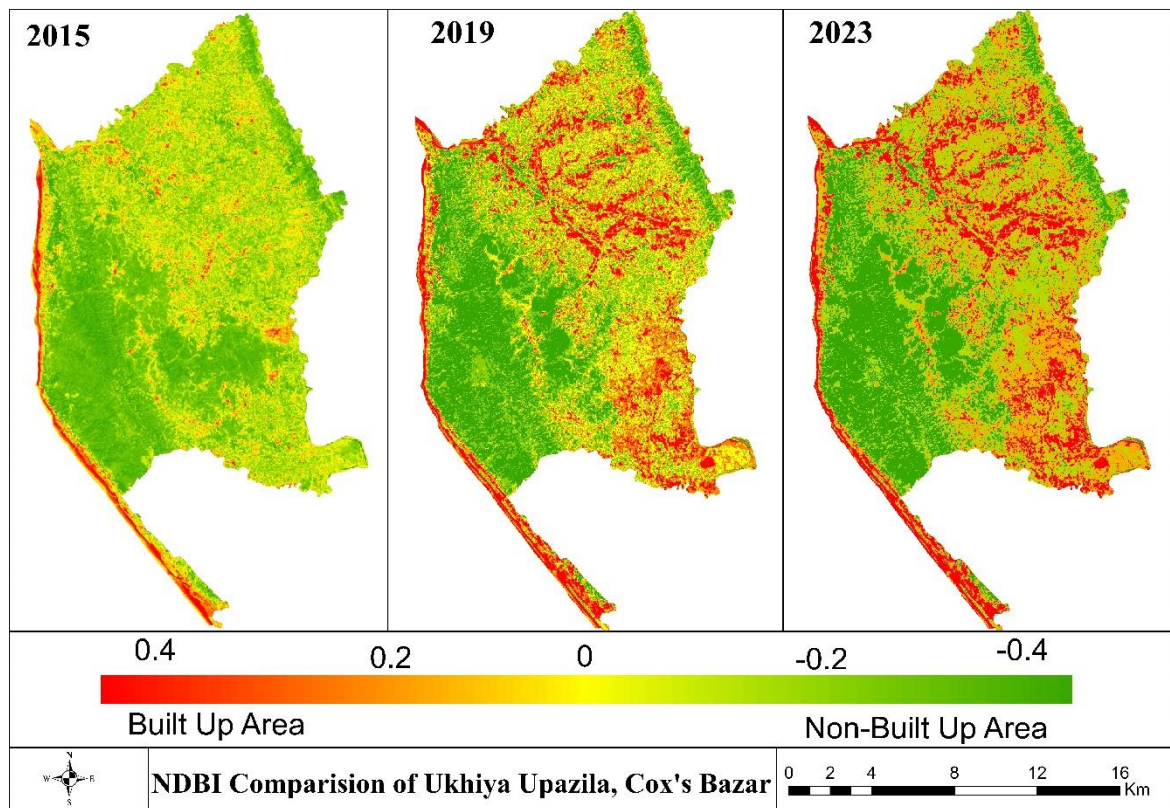 2015
2019
2023
0.4 0.2 0 -0.2 -0.4
Built Up Area Non-Built Up Area
N
W E
S
NDBI Comparision of Ukhiya Upazila, Cox's Bazar
0 2 4 8 12 16
Km